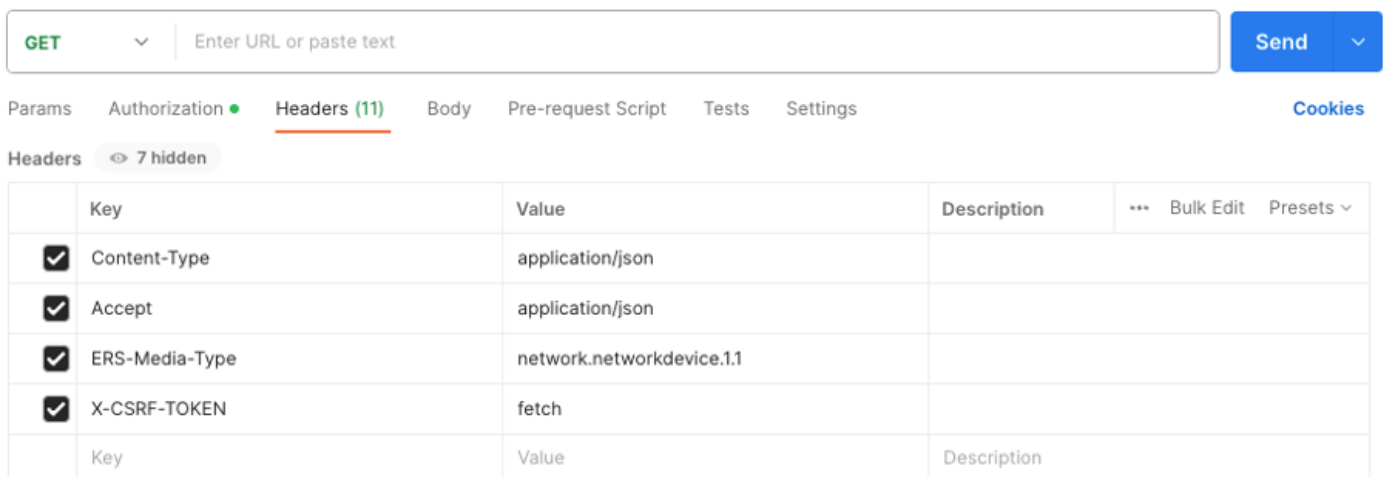 GET Enter URL or paste text Send
Params Authorization Headers (11) Body Pre-request Script Tests Settings Cookies
Headers 7 hidden
Key Value Description ••• Bulk Edit Presets
Content-Type application/json
Accept application/json
ERS-Media-Type network.networkdevice.1.1
X-CSRF-TOKEN fetch
Key Value Description